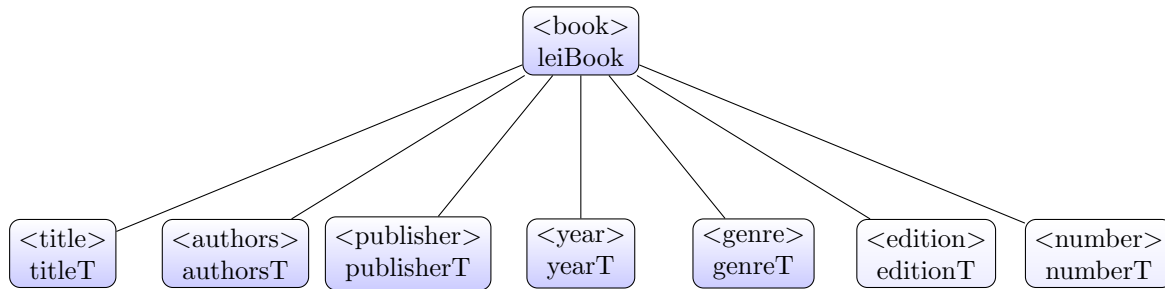 <book>
leiBook
<title>
titleT
<authors>
authorsT
<publisher>
publisherT
<year>
yearT
<genre>
genreT
<edition>
editionT
<number>
numberT